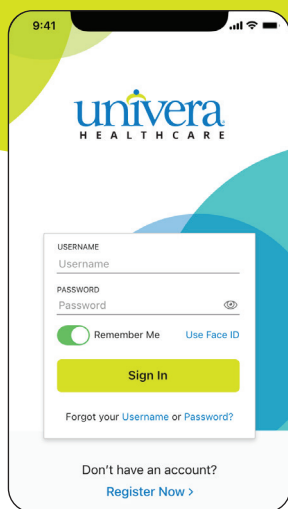 9:41
univera
HEALTHCARE
USERNAME
Username
PASSWORD
Password
Remember Me Use Face ID
Sign In
Forgot your Username or Password?
Don't have an account?
Register Now >